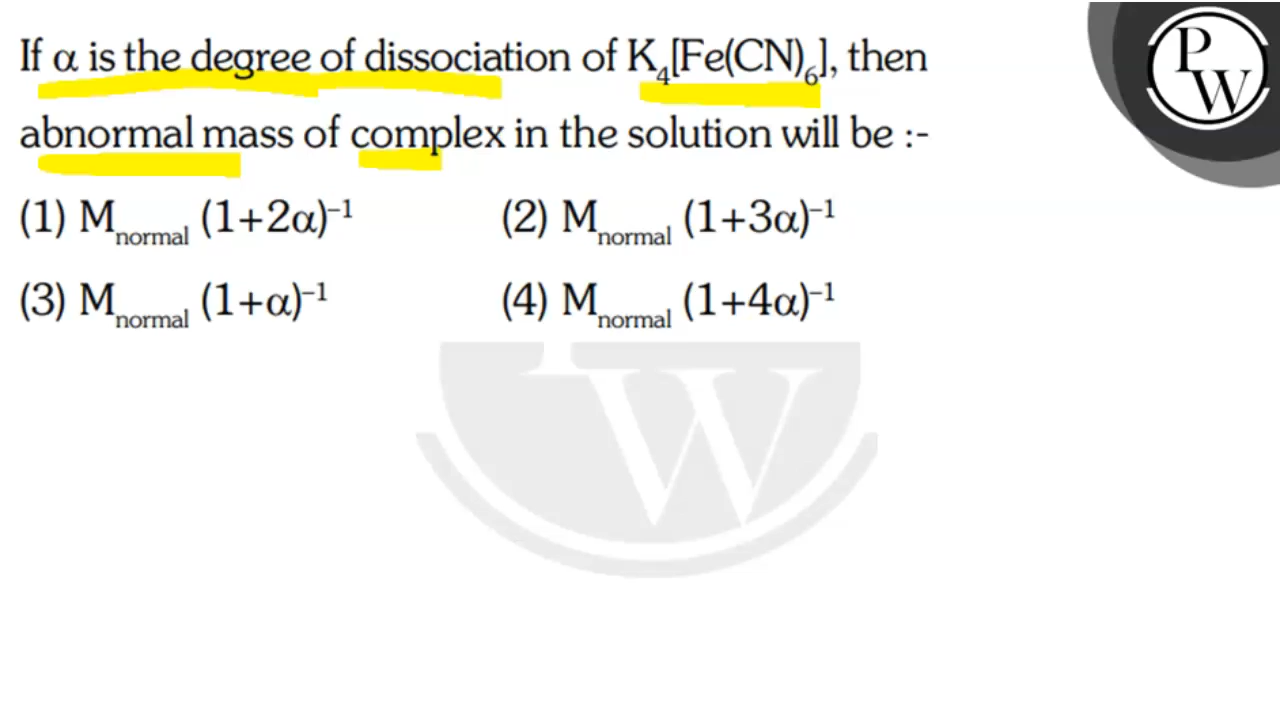 If α is the degree of dissociation of K₄[Fe(CN)₆], then
abnormal mass of complex in the solution will be :-
(1) Mₙₒᵣₘₐₗ (1+2α)⁻¹ (2) Mₙₒᵣₘₐₗ (1+3α)⁻¹
(3) Mₙₒᵣₘₐₗ (1+α)⁻¹ (4) Mₙₒᵣₘₐₗ (1+4α)⁻¹
P
W
W